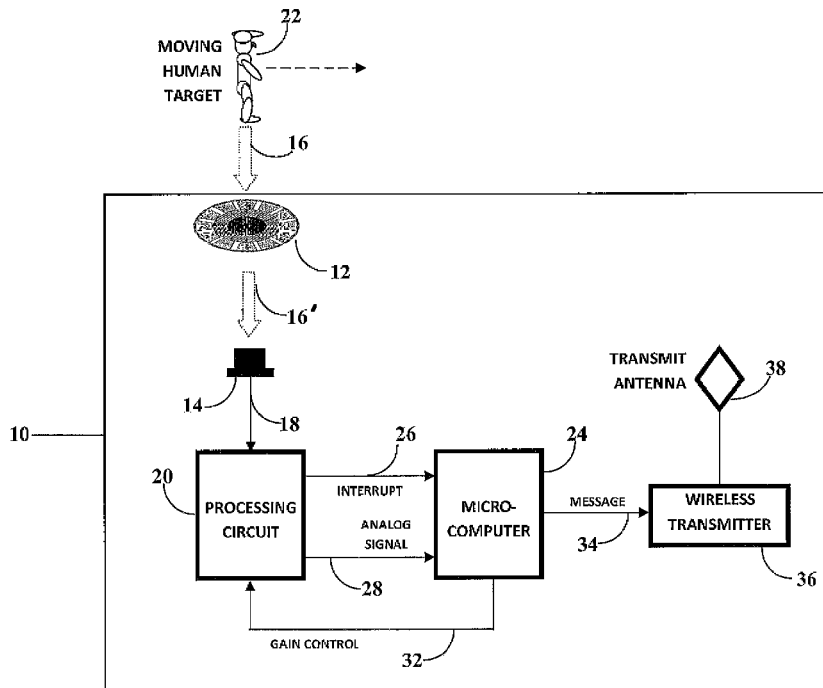 22
MOVING
HUMAN
TARGET
16
12
16'
TRANSMIT
ANTENNA
38
14
18
10
26
24
20
INTERRUPT
PROCESSING
CIRCUIT
MICRO-
COMPUTER
MESSAGE
WIRELESS
TRANSMITTER
ANALOG
SIGNAL
34
28
36
GAIN CONTROL
32